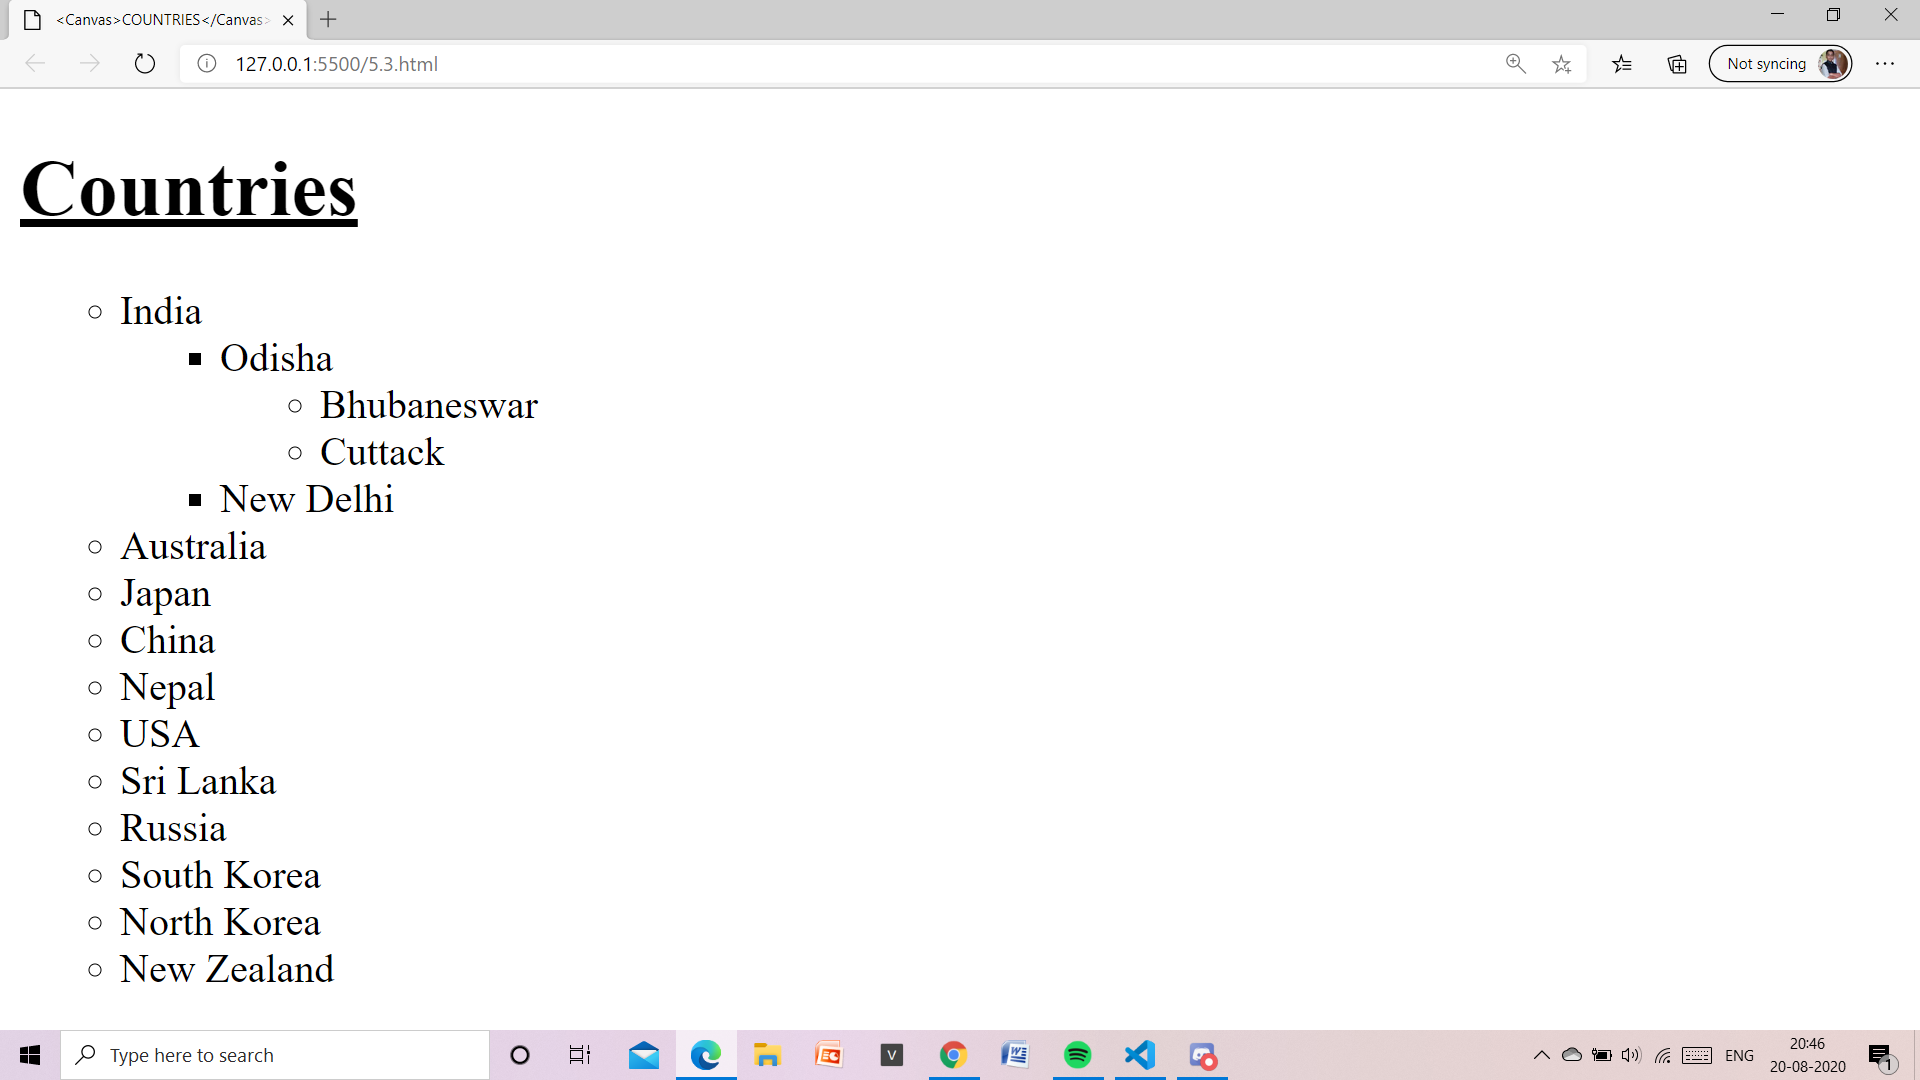 <Canvas>COUNTRIES</Canvas>
127.0.0.1:5500/5.3.html
Not syncing
Countries
India
Odisha
Bhubaneswar
Cuttack
New Delhi
Australia
Japan
China
Nepal
USA
Sri Lanka
Russia
South Korea
North Korea
New Zealand
Type here to search
V
ENG
20:46
20-08-2020
1